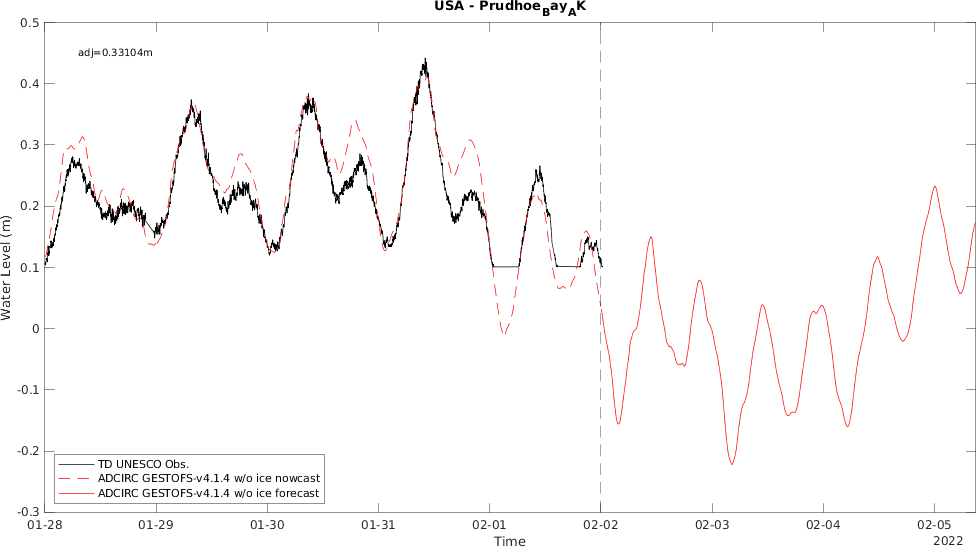 USA - PrudhoeBayAK
0.5
adj=0.33104m
0.4
0.3
0.2
0.1
0
-0.1
-0.2
-0.3
Water Level (m)
TD UNESCO Obs.
ADCIRC GESTOFS-v4.1.4 w/o ice nowcast
ADCIRC GESTOFS-v4.1.4 w/o ice forecast
01-28 01-29 01-30 01-31 02-01 02-02 02-03 02-04 02-05
Time
2022